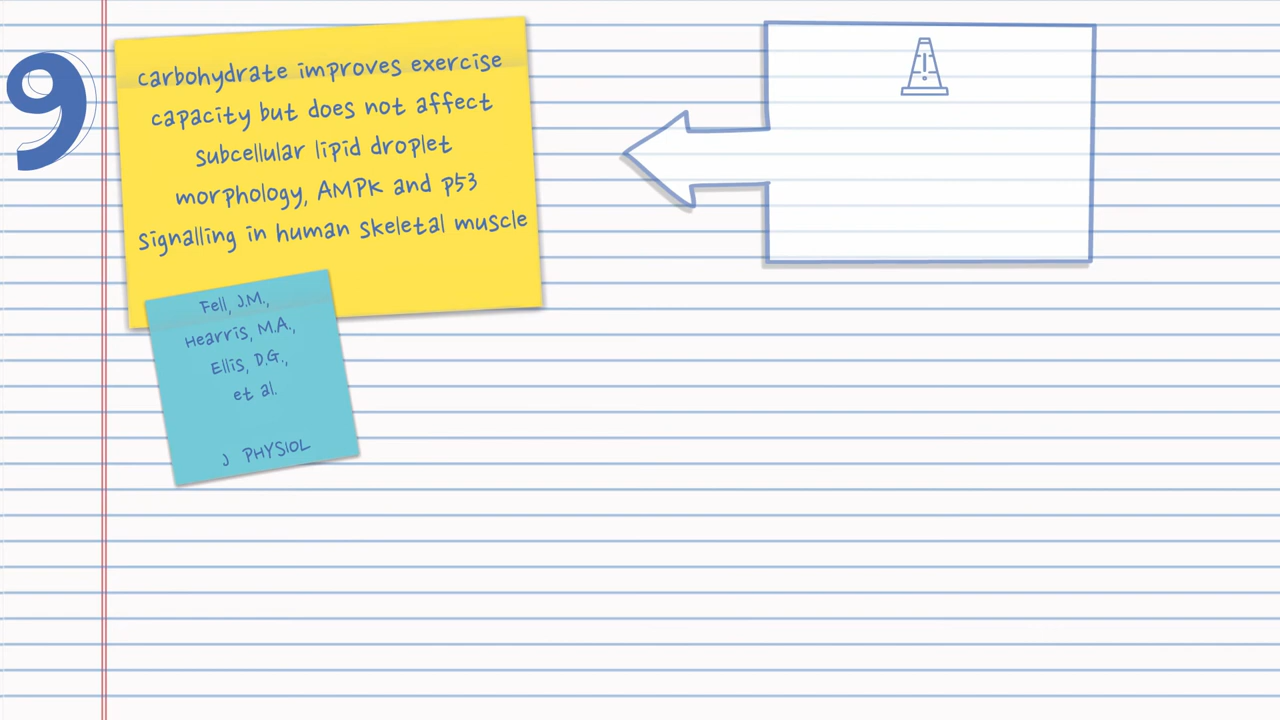 9
carbohydrate improves exercise
capacity but does not affect
subcellular lipid droplet
morphology, AMPK and p53
signalling in human skeletal muscle
Fell, J.M.,
Hearris, M.A.,
Ellis, D.G.,
et al.
J PHYSIOL